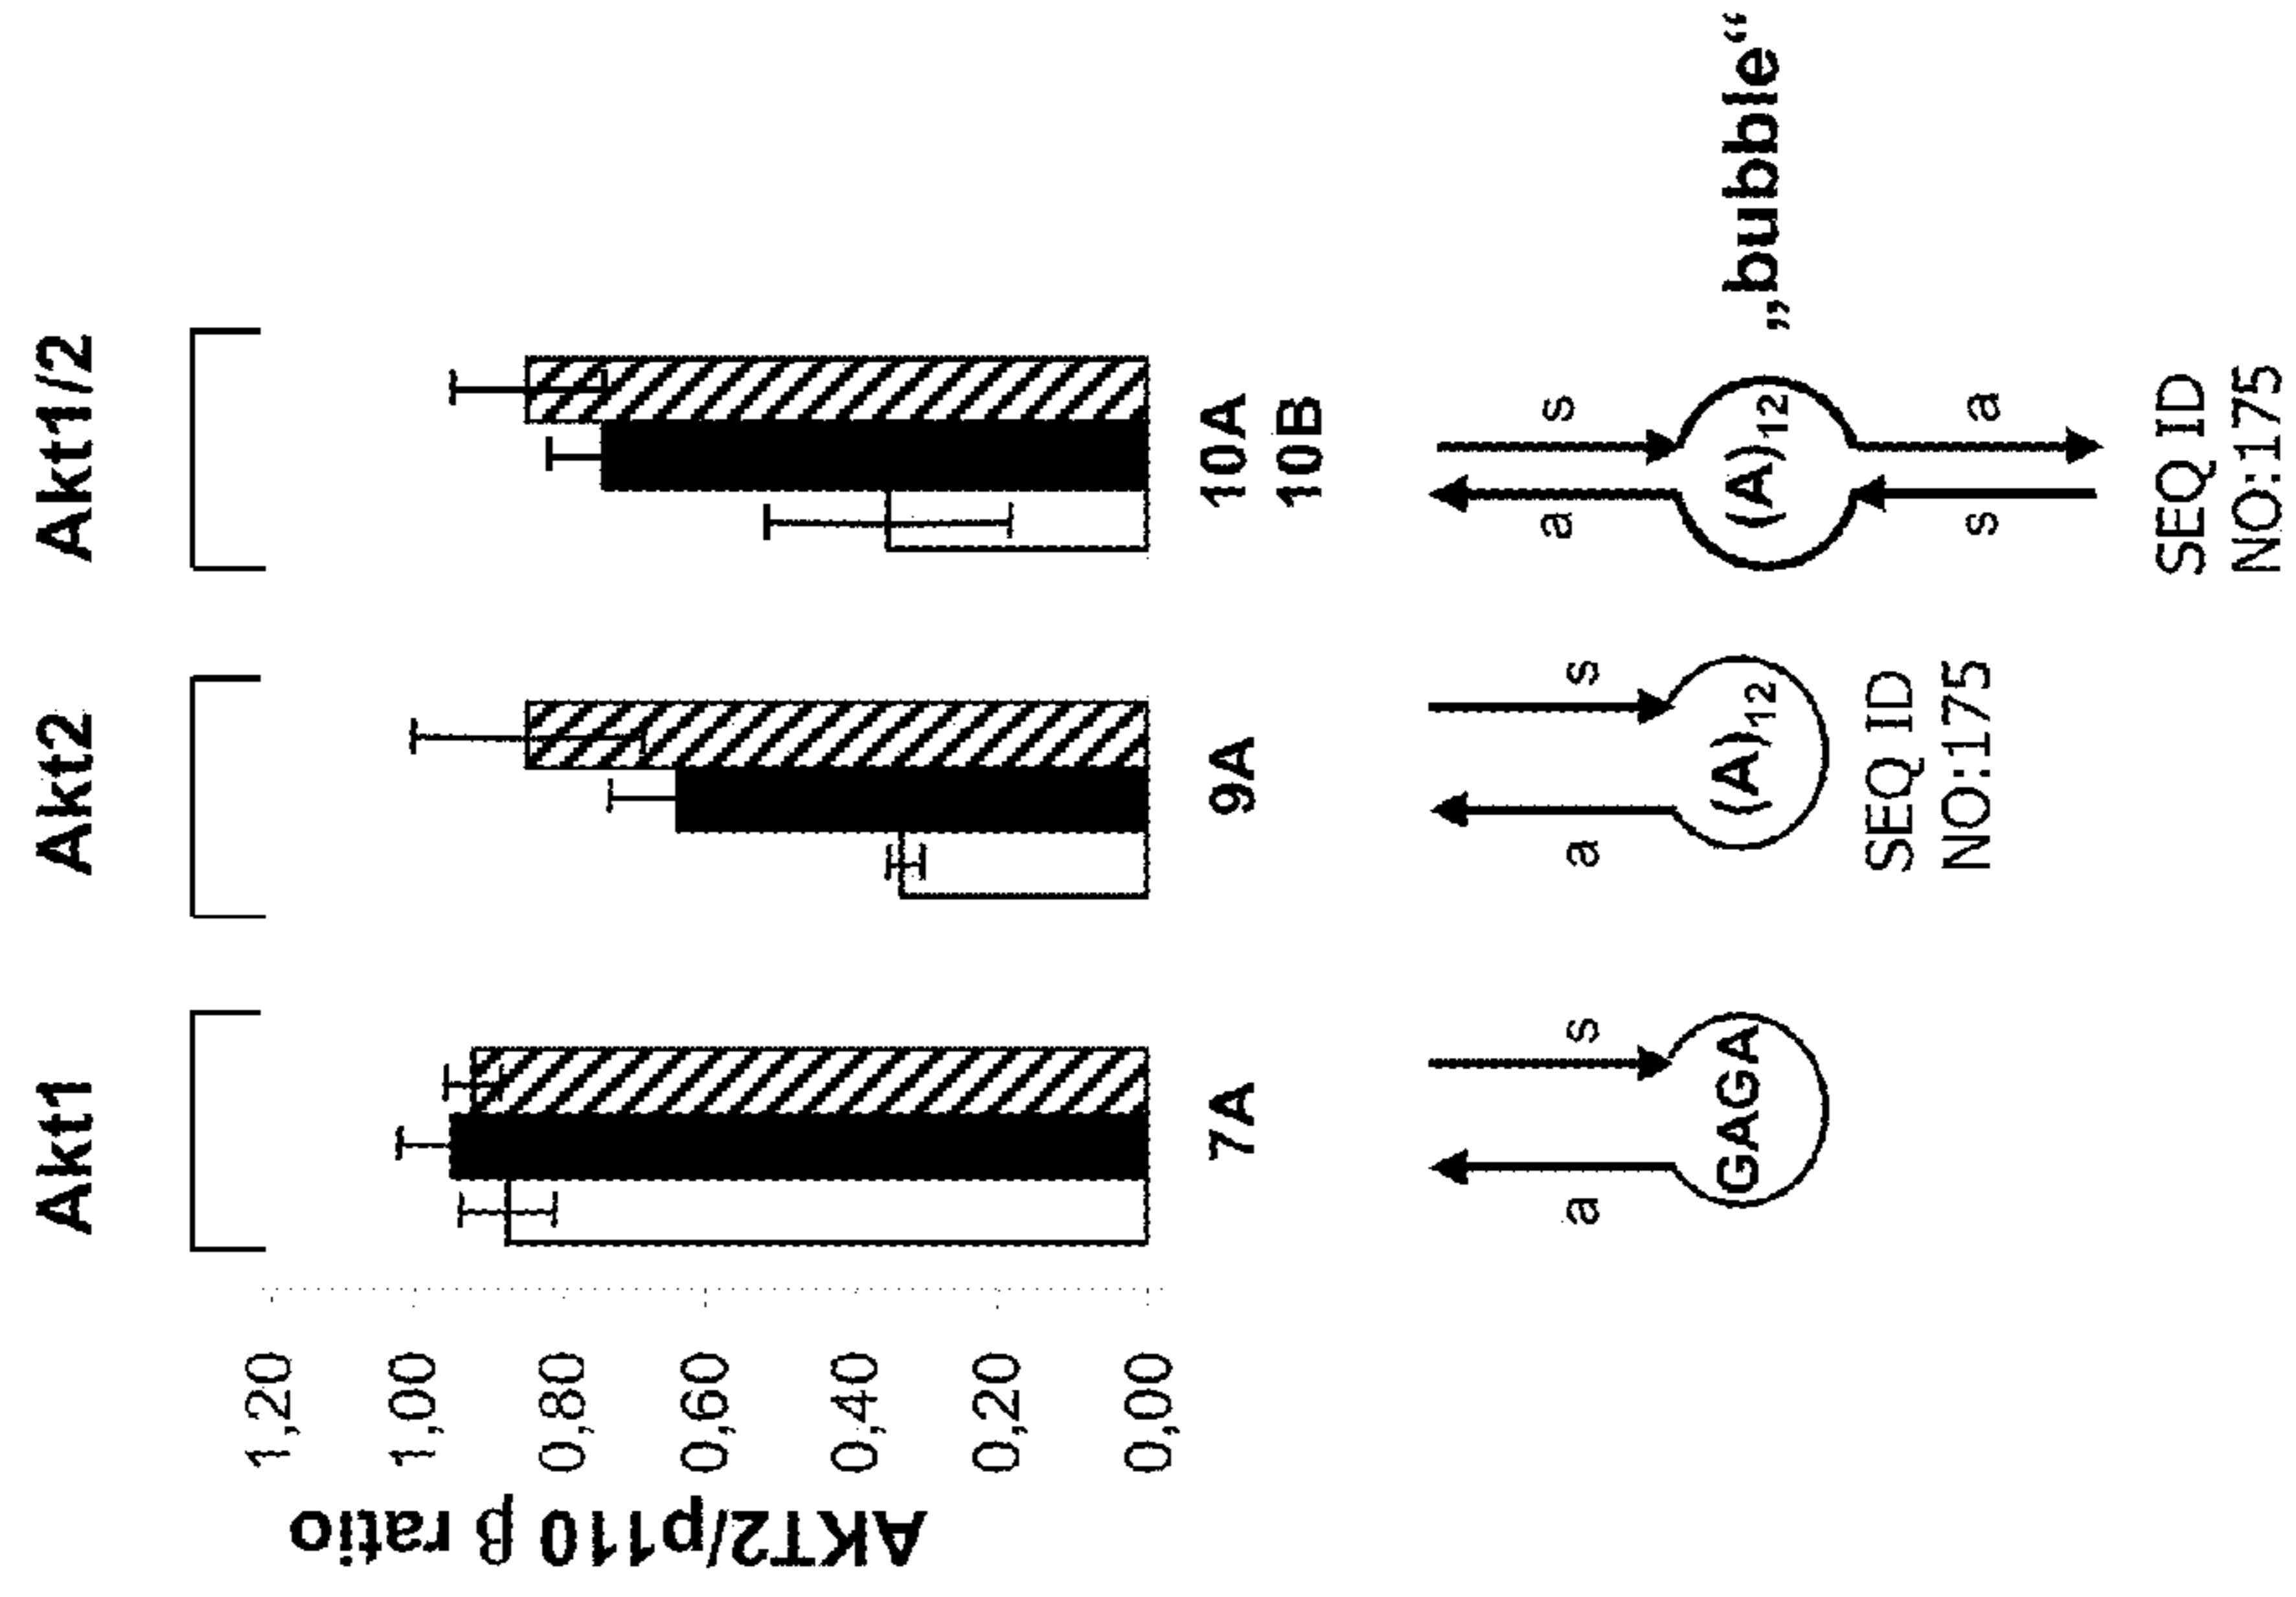 Akt1
Akt2
Akt1/2
AKT2/p110 β ratio
1,20
1,00
0,80
0,60
0,40
0,20
0,00
7A
9A
10A
10B
a
s
GAGA
a
s
(A)12
SEQ ID
NO:175
a
s
(A)12
„bubble“
s
a
SEQ ID
NO:175